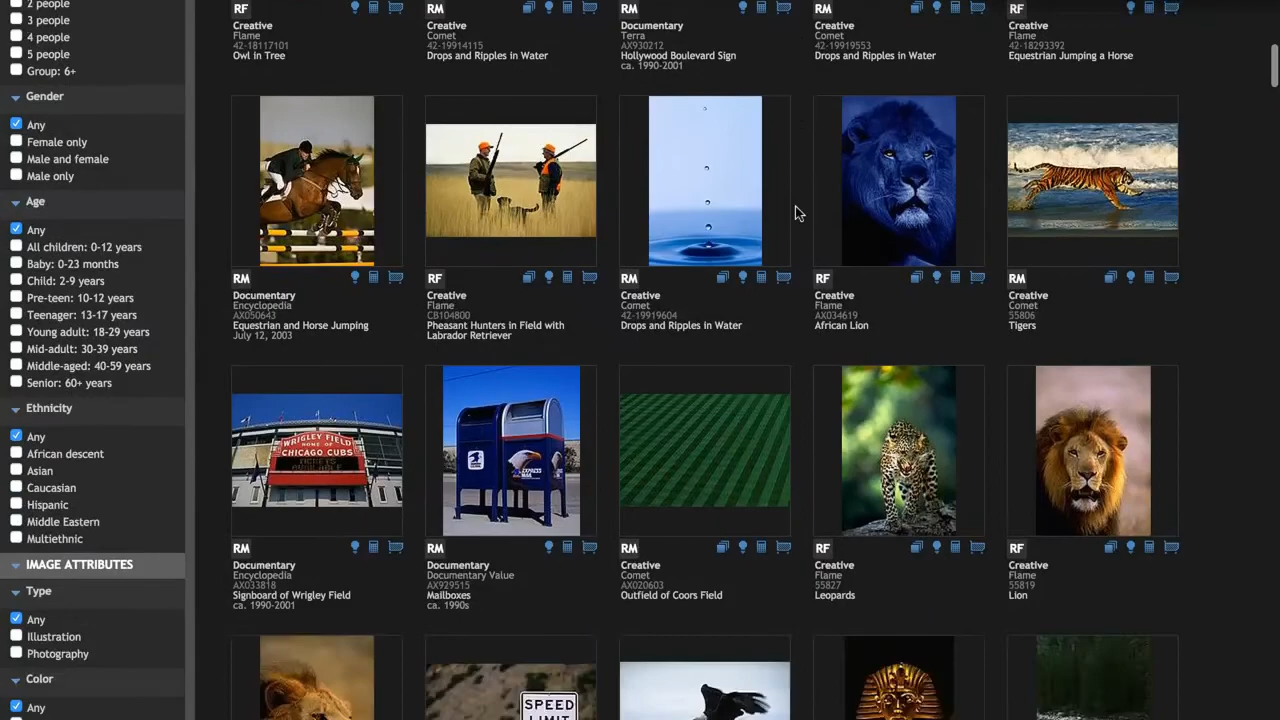 2 people
3 people
4 people
5 people
Group: 6+
Gender
Any
Female only
Male and female
Male only
Age
Any
All children: 0-12 years
Baby: 0-23 months
Child: 2-9 years
Pre-teen: 10-12 years
Teenager: 13-17 years
Young adult: 18-29 years
Mid-adult: 30-39 years
Middle-aged: 40-59 years
Senior: 60+ years
Ethnicity
Any
African descent
Asian
Caucasian
Hispanic
Middle Eastern
Multiethnic
IMAGE ATTRIBUTES
Type
Any
Illustration
Photography
Color
Any
RF
Creative
Flame
42-18117101
Owl in Tree
RM
Creative
Comet
42-19914115
Drops and Ripples in Water
RM
Documentary
Terra
AX930212
Hollywood Boulevard Sign
ca. 1990-2001
RM
Creative
Comet
42-19919553
Drops and Ripples in Water
RF
Creative
Flame
42-18293392
Equestrian Jumping a Horse
RM
Documentary
Encyclopedia
AX050643
Equestrian and Horse Jumping
July 12, 2003
RF
Creative
Flame
CB104800
Pheasant Hunters in Field with
Labrador Retriever
RM
Creative
Comet
42-19919604
Drops and Ripples in Water
RF
Creative
Flame
AX034619
African Lion
RM
Creative
Comet
55806
Tigers
WRIGLEY FIELD
HOME OF
CHICAGO CUBS
TICKETS
AVAILABLE
RM
Documentary
Encyclopedia
AX033818
Signboard of Wrigley Field
ca. 1990-2001
EXPRESS
MAIL
RM
Documentary
Documentary Value
AX929515
Mailboxes
ca. 1990s
RM
Creative
Comet
AX020603
Outfield of Coors Field
RF
Creative
Flame
55827
Leopards
RF
Creative
Flame
55819
Lion
SPEED
LIMIT